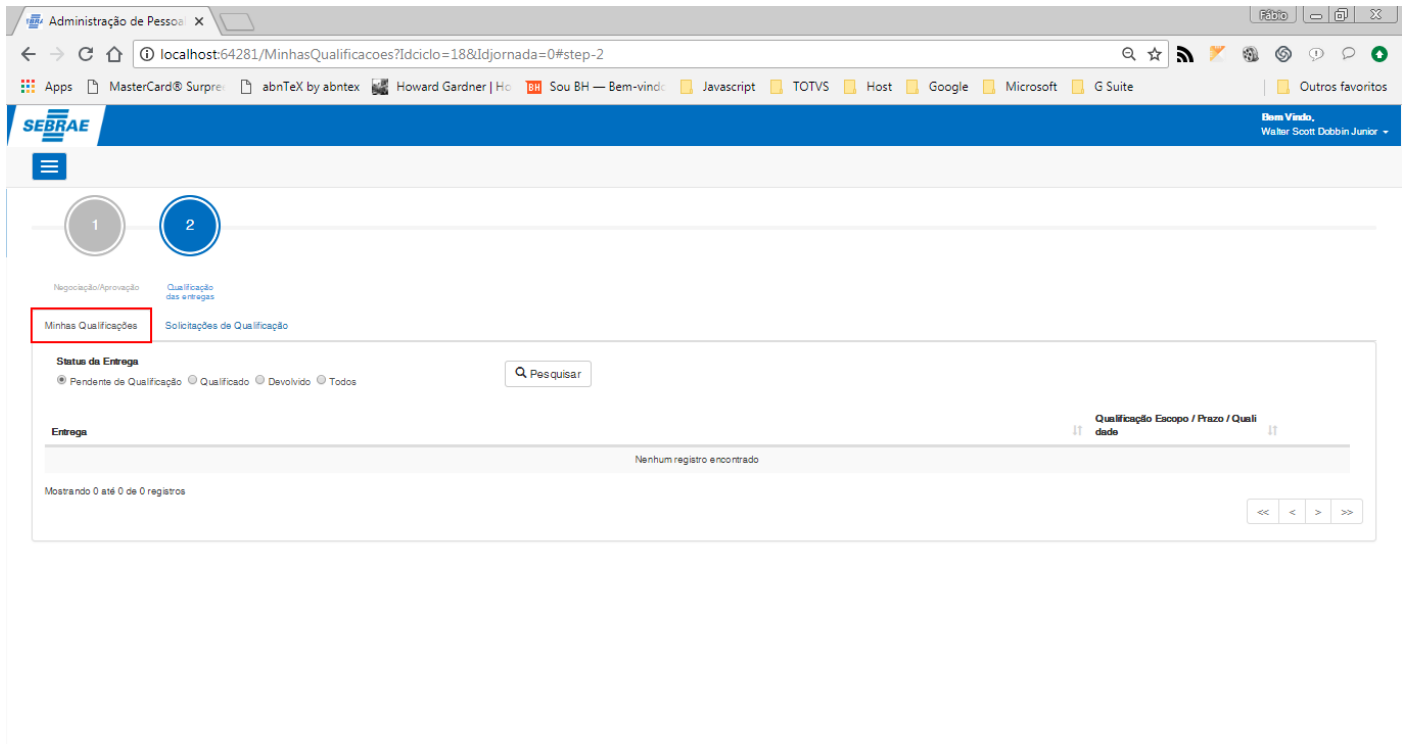 Administração de Pessoal
Fábio
localhost:64281/MinhasQualificacoes?Idciclo=18&Idjornada=0#step-2
Apps MasterCard® Surpre abnTeX by abntex Howard Gardner | Ho BH Sou BH — Bem-vindo Javascript TOTVS Host Google Microsoft G Suite Outros favoritos
SEBRAE
Bem Vindo,
Walter Scott Dobbin Junior
1 2
Negociação/Aprovação Qualificação
das entregas
Minhas Qualificações Solicitações de Qualificação
Status da Entrega
Pendente de Qualificação Qualificado Devolvido Todos Pesquisar
Qualificação Escopo / Prazo / Quali
Entrega dade
Nenhum registro encontrado
Mostrando 0 até 0 de 0 registros
<< < > >>